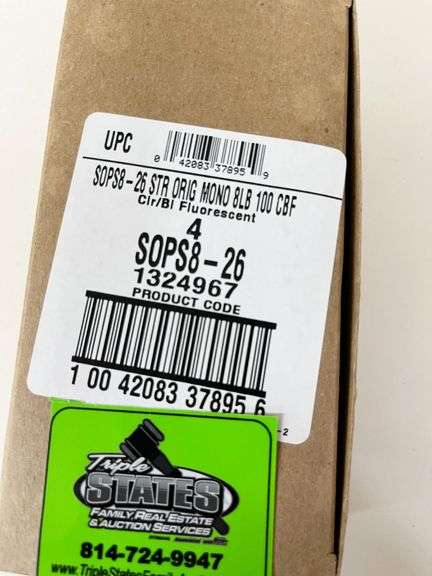 UPC
0 42083 37895 9
SOPS8-26 STR ORIG MONO 8LB 100 CBF
Clr/Bl Fluorescent
4
SOPS8-26
1324967
PRODUCT CODE
1 00 42083 37895 6
-2
Triple
STATES
FAMILY, REAL ESTATE
& AUCTION SERVICES
814-724-9947